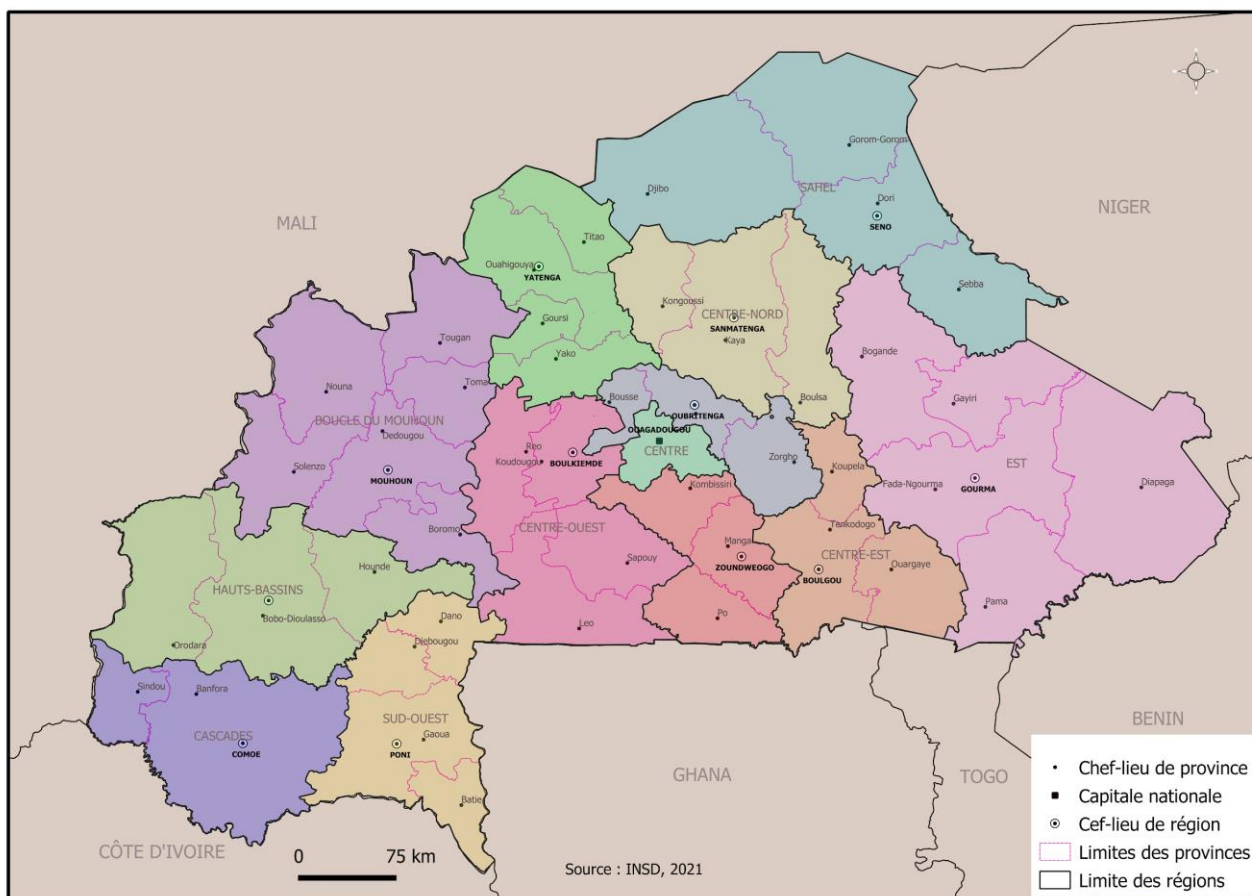 Gorom-Gorom
Djibo
SAHEL
Dori
NIGER
SENO
MALI
Titao
Ouahigouya
YATENGA
Sebba
Kongoussi
CENTRE-NORD
SANMATENGA
Kaya
Goursi
Tougan
Yako
Bogande
Toma
Nouna
Bousse
Boulsa
Gayiri
OUBRITENGA
BOUCLE DU MOUHOUN
Dedougou
OUAGADOUGOU
CENTRE
Reo
BOULKIEMDE
Koudougou
Zorgho
Koupela
EST
Solenzo
MOUHOUN
Kombissiri
Fada-Ngourma
GOURMA
Diapaga
CENTRE-OUEST
Boromo
Tenkodogo
Manga
CENTRE-EST
Sapouy
ZOUNDWEOGO
BOULGOU
Ouargaye
Hounde
HAUTS-BASSINS
Bobo-Dioulasso
Pama
Dano
Po
Leo
Orodara
Diebougou
Sindou
Banfora
SUD-OUEST
CASCADES
COMOE
Gaoua
PONI
BENIN
GHANA
TOGO
Batie
CÔTE D'IVOIRE
0 75 km
Source : INSD, 2021
Chef-lieu de province
Capitale nationale
Cef-lieu de région
Limites des provinces
Limite des régions